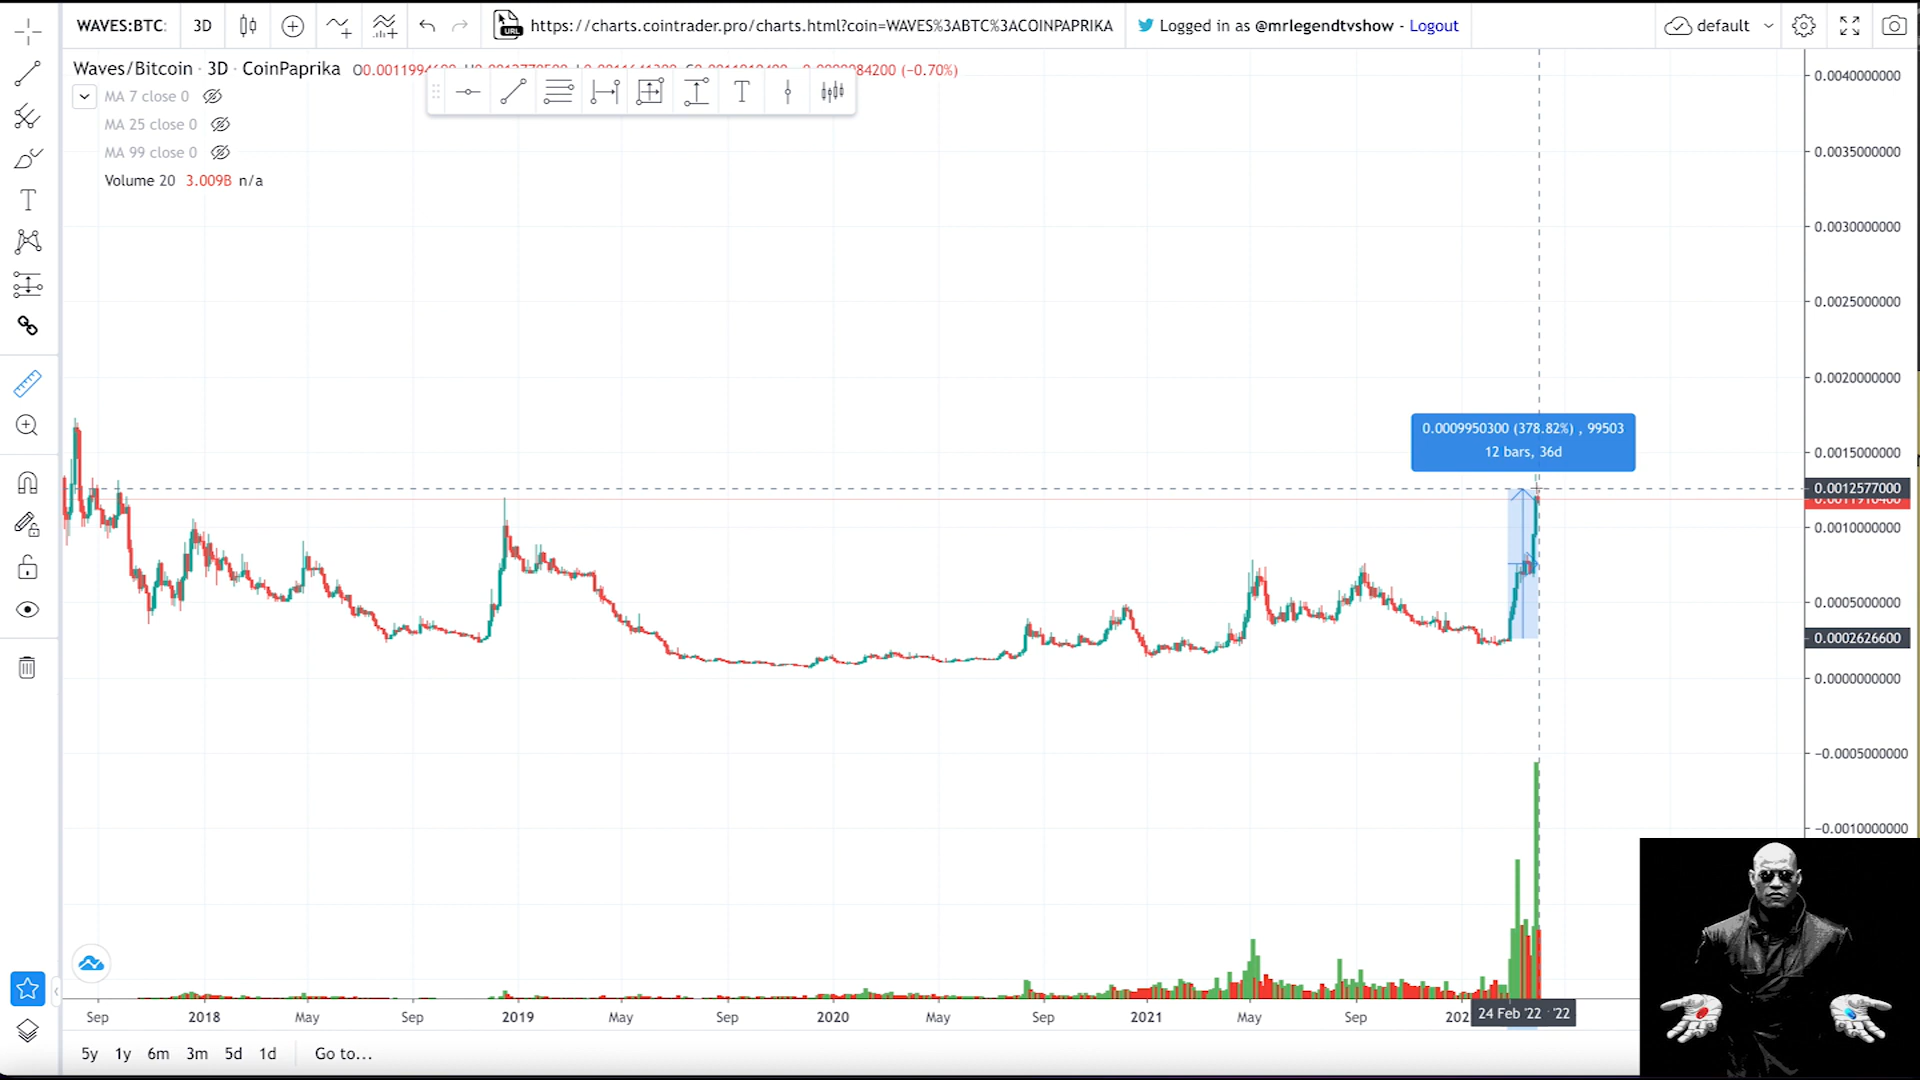 WAVES:BTC:
3D
URL
https://charts.cointrader.pro/charts.html?coin=WAVES%3ABTC%3ACOINPAPRIKA
Logged in as @mrlegendtvshow - Logout
default
Waves/Bitcoin · 3D · CoinPaprika
(−0.70%)
MA 7 close 0
MA 25 close 0
MA 99 close 0
Volume 20 3.009B n/a
T
T
0.0040000000
0.0035000000
0.0030000000
0.0025000000
0.0020000000
0.0015000000
0.0012577000
0.0010000000
0.0005000000
0.0002626600
0.0000000000
−0.0005000000
−0.0010000000
0.0009950300 (378.82%) , 99503
12 bars, 36d
Sep
2018
May
Sep
2019
May
Sep
2020
May
Sep
2021
May
Sep
202
24 Feb '22
'22
5y 1y 6m 3m 5d 1d Go to...